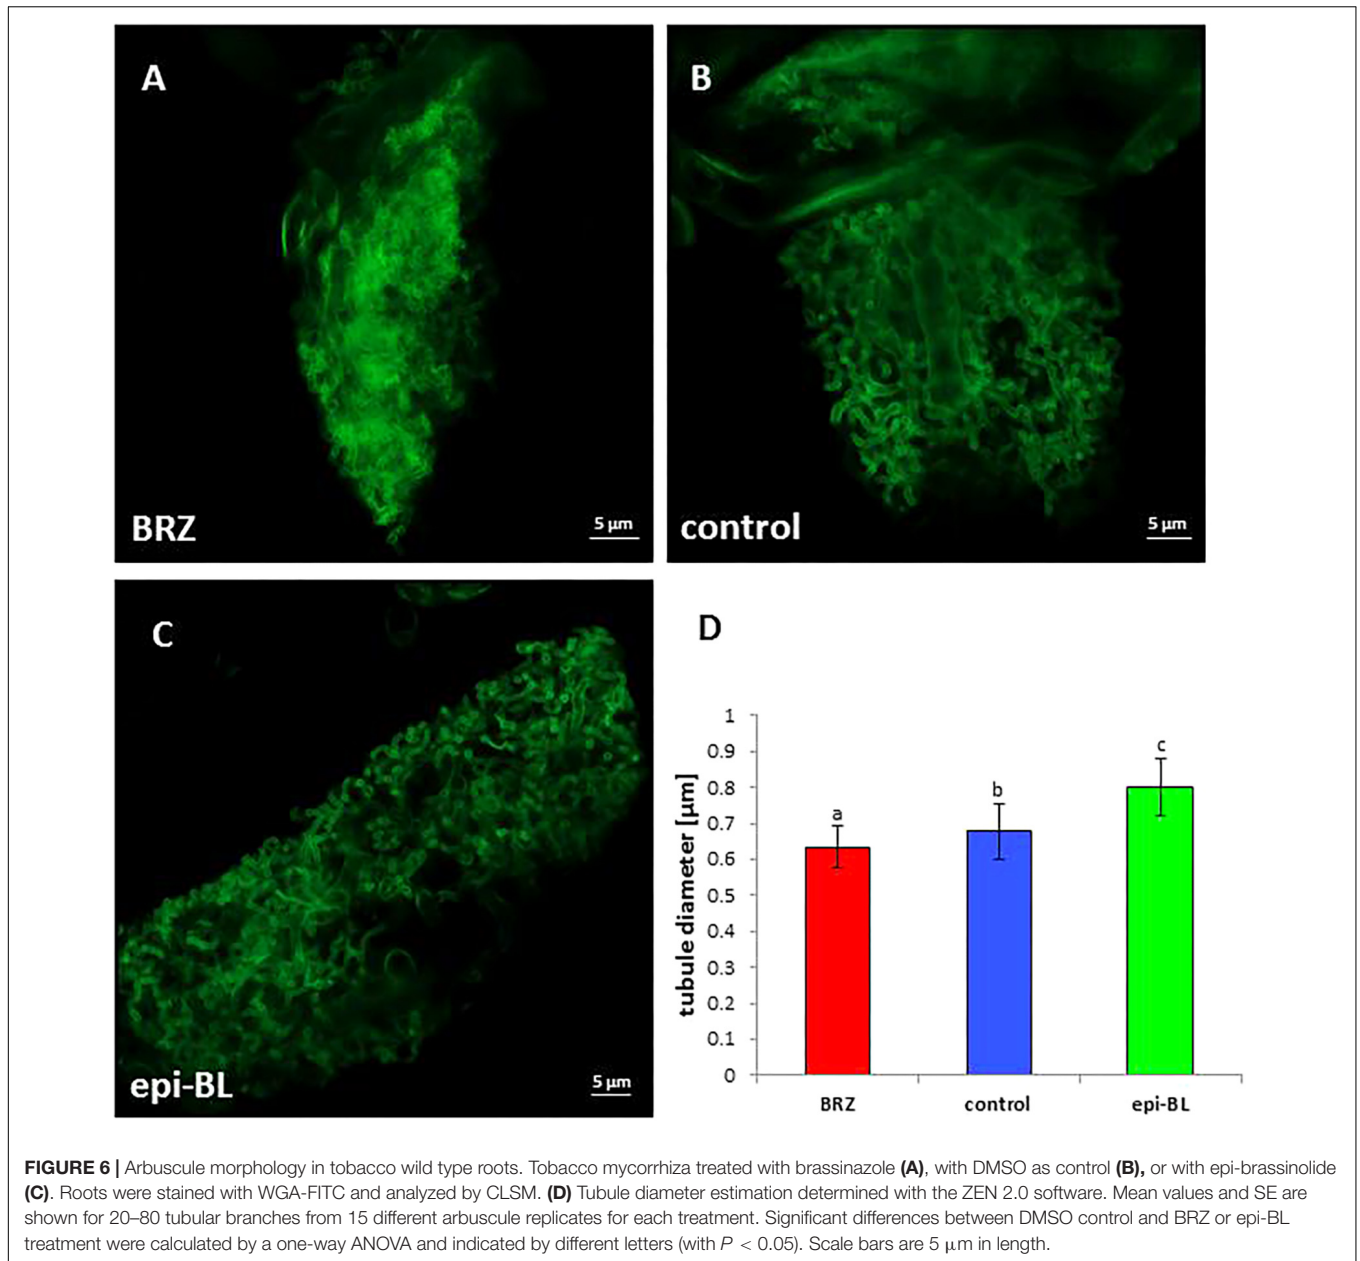 A
BRZ
5 µm
B
control
5 µm
C
epi-BL
5 µm
D
1
0.9
0.8
0.7
0.6
0.5
0.4
0.3
0.2
0.1
0
tubule diameter [µm]
a
b
c
BRZ
control
epi-BL
FIGURE 6 | Arbuscule morphology in tobacco wild type roots. Tobacco mycorrhiza treated with brassinazole (A), with DMSO as control (B), or with epi-brassinolide
(C). Roots were stained with WGA-FITC and analyzed by CLSM. (D) Tubule diameter estimation determined with the ZEN 2.0 software. Mean values and SE are
shown for 20–80 tubular branches from 15 different arbuscule replicates for each treatment. Significant differences between DMSO control and BRZ or epi-BL
treatment were calculated by a one-way ANOVA and indicated by different letters (with P < 0.05). Scale bars are 5 µm in length.